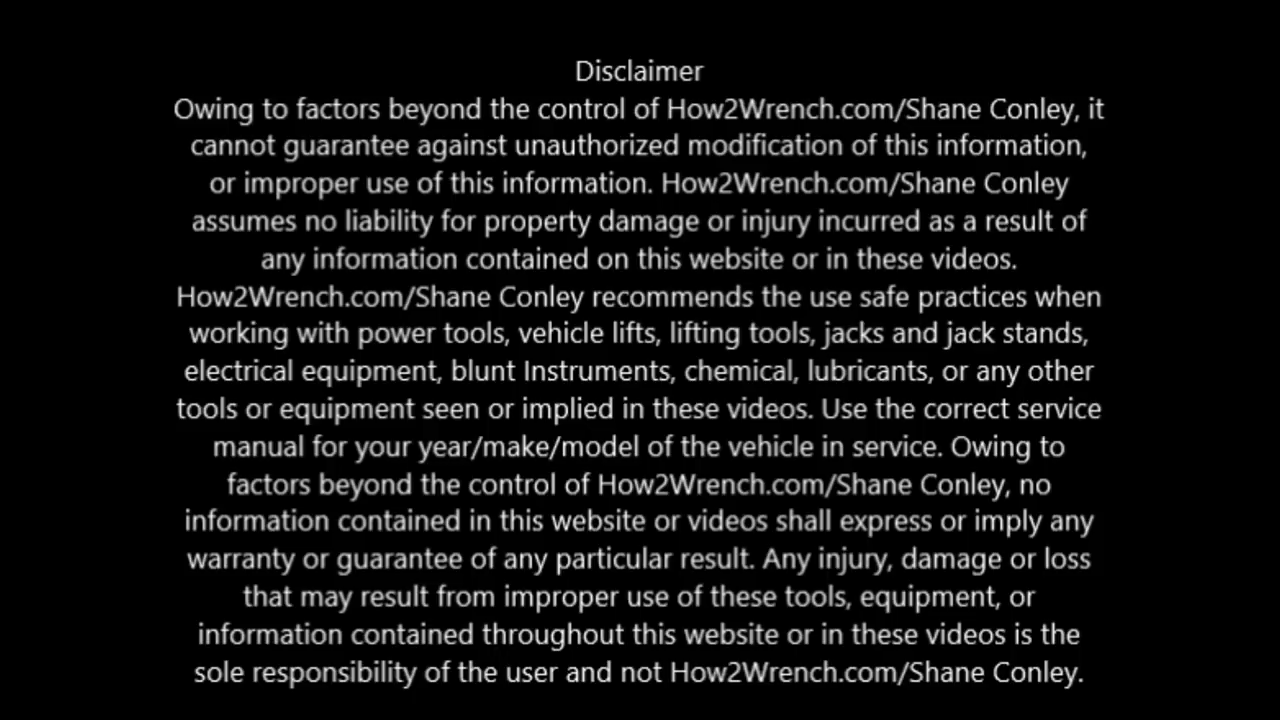 Disclaimer
Owing to factors beyond the control of How2Wrench.com/Shane Conley, it
cannot guarantee against unauthorized modification of this information,
or improper use of this information. How2Wrench.com/Shane Conley
assumes no liability for property damage or injury incurred as a result of
any information contained on this website or in these videos.
How2Wrench.com/Shane Conley recommends the use safe practices when
working with power tools, vehicle lifts, lifting tools, jacks and jack stands,
electrical equipment, blunt Instruments, chemical, lubricants, or any other
tools or equipment seen or implied in these videos. Use the correct service
manual for your year/make/model of the vehicle in service. Owing to
factors beyond the control of How2Wrench.com/Shane Conley, no
information contained in this website or videos shall express or imply any
warranty or guarantee of any particular result. Any injury, damage or loss
that may result from improper use of these tools, equipment, or
information contained throughout this website or in these videos is the
sole responsibility of the user and not How2Wrench.com/Shane Conley.